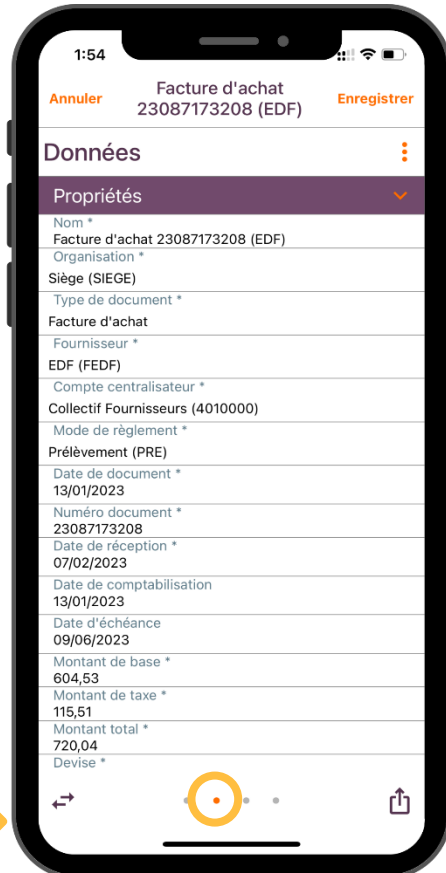 1:54
Annuler
Facture d'achat
23087173208 (EDF)
Enregistrer
Données
Propriétés
Nom *
Facture d'achat 23087173208 (EDF)
Organisation *
Siège (SIEGE)
Type de document *
Facture d'achat
Fournisseur *
EDF (FEDF)
Compte centralisateur *
Collectif Fournisseurs (4010000)
Mode de règlement *
Prélèvement (PRE)
Date de document *
13/01/2023
Numéro document *
23087173208
Date de réception *
07/02/2023
Date de comptabilisation
13/01/2023
Date d'échéance
09/06/2023
Montant de base *
604,53
Montant de taxe *
115,51
Montant total *
720,04
Devise *